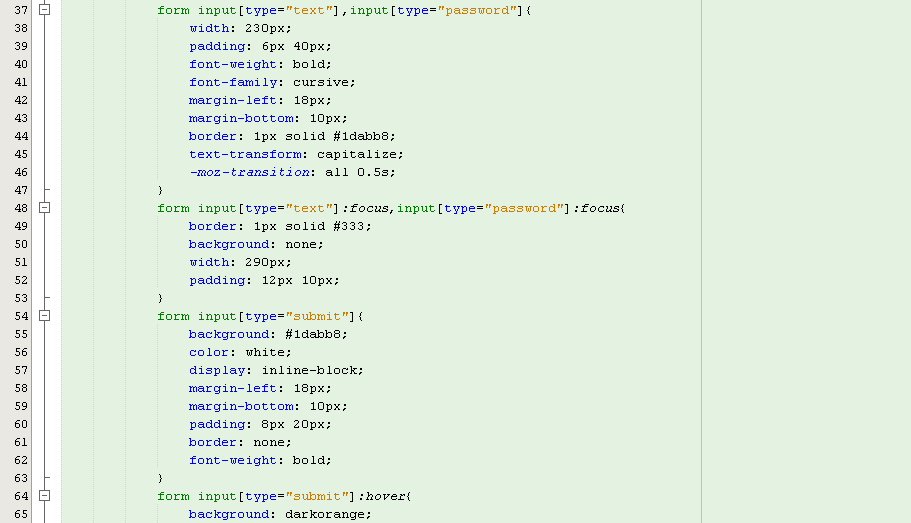 37 form input[type="text"],input[type="password"]{
38 width: 230px;
39 padding: 6px 40px;
40 font-weight: bold;
41 font-family: cursive;
42 margin-left: 18px;
43 margin-bottom: 10px;
44 border: 1px solid #1dabb8;
45 text-transform: capitalize;
46 -moz-transition: all 0.5s;
47 }
48 form input[type="text"]:focus,input[type="password"]:focus{
49 border: 1px solid #333;
50 background: none;
51 width: 290px;
52 padding: 12px 10px;
53 }
54 form input[type="submit"]{
55 background: #1dabb8;
56 color: white;
57 display: inline-block;
58 margin-left: 18px;
59 margin-bottom: 10px;
60 padding: 8px 20px;
61 border: none;
62 font-weight: bold;
63 }
64 form input[type="submit"]:hover{
65 background: darkorange;